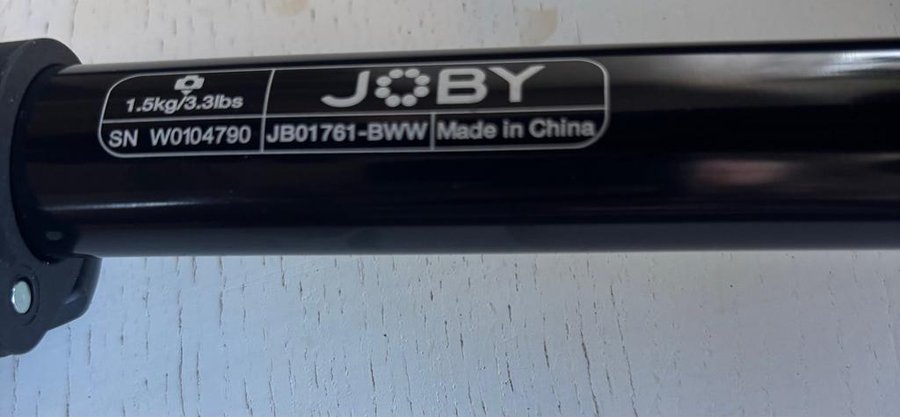 JOBY
1.5kg/3.3lbs
SN W0104790 JB01761-BWW Made in China